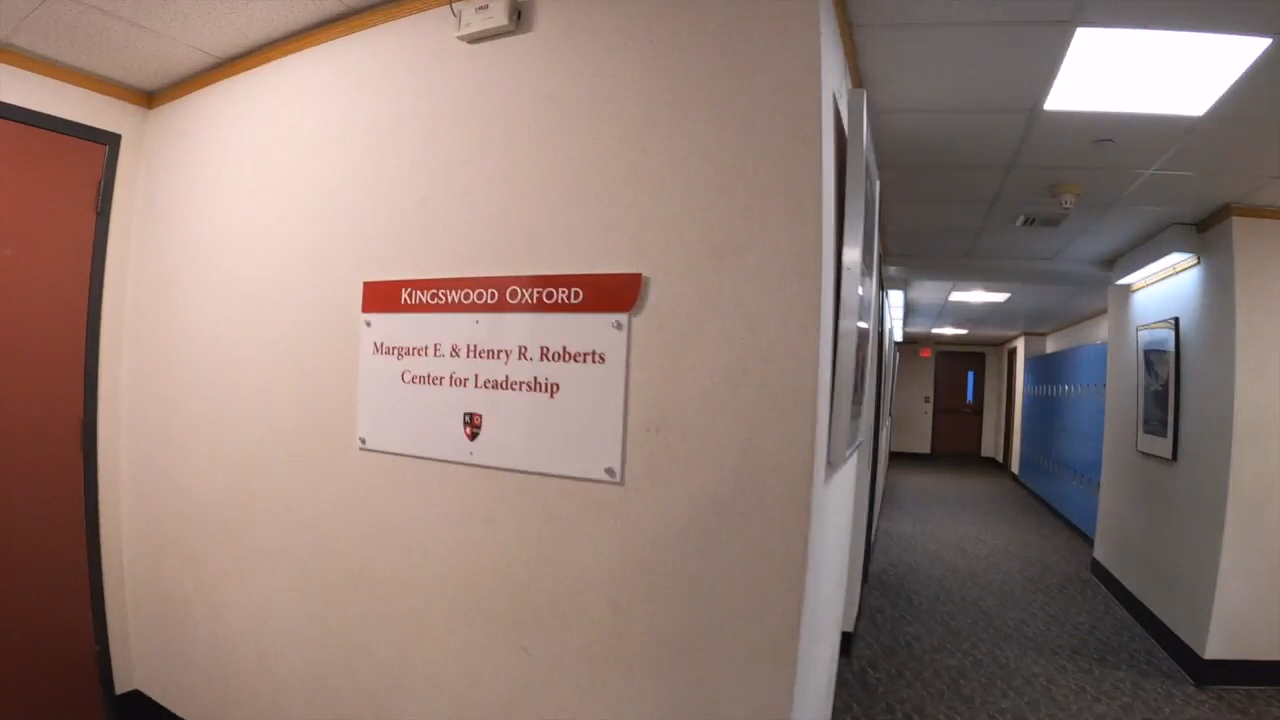 KINGSWOOD OXFORD
Margaret E. & Henry R. Roberts
Center for Leadership
K O